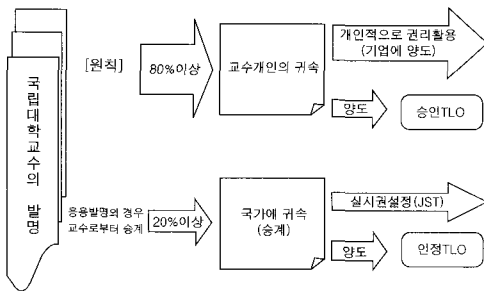 국립대학교수의 발명
[원칙]
80%이상
교수개인의 귀속
개인적으로 권리활용
(기업에 양도)
양도
승인TLO
응용발명의 경우
교수로부터 승계
20%이상
국가에 귀속
(승계)
실시권설정(JST)
양도
인정TLO